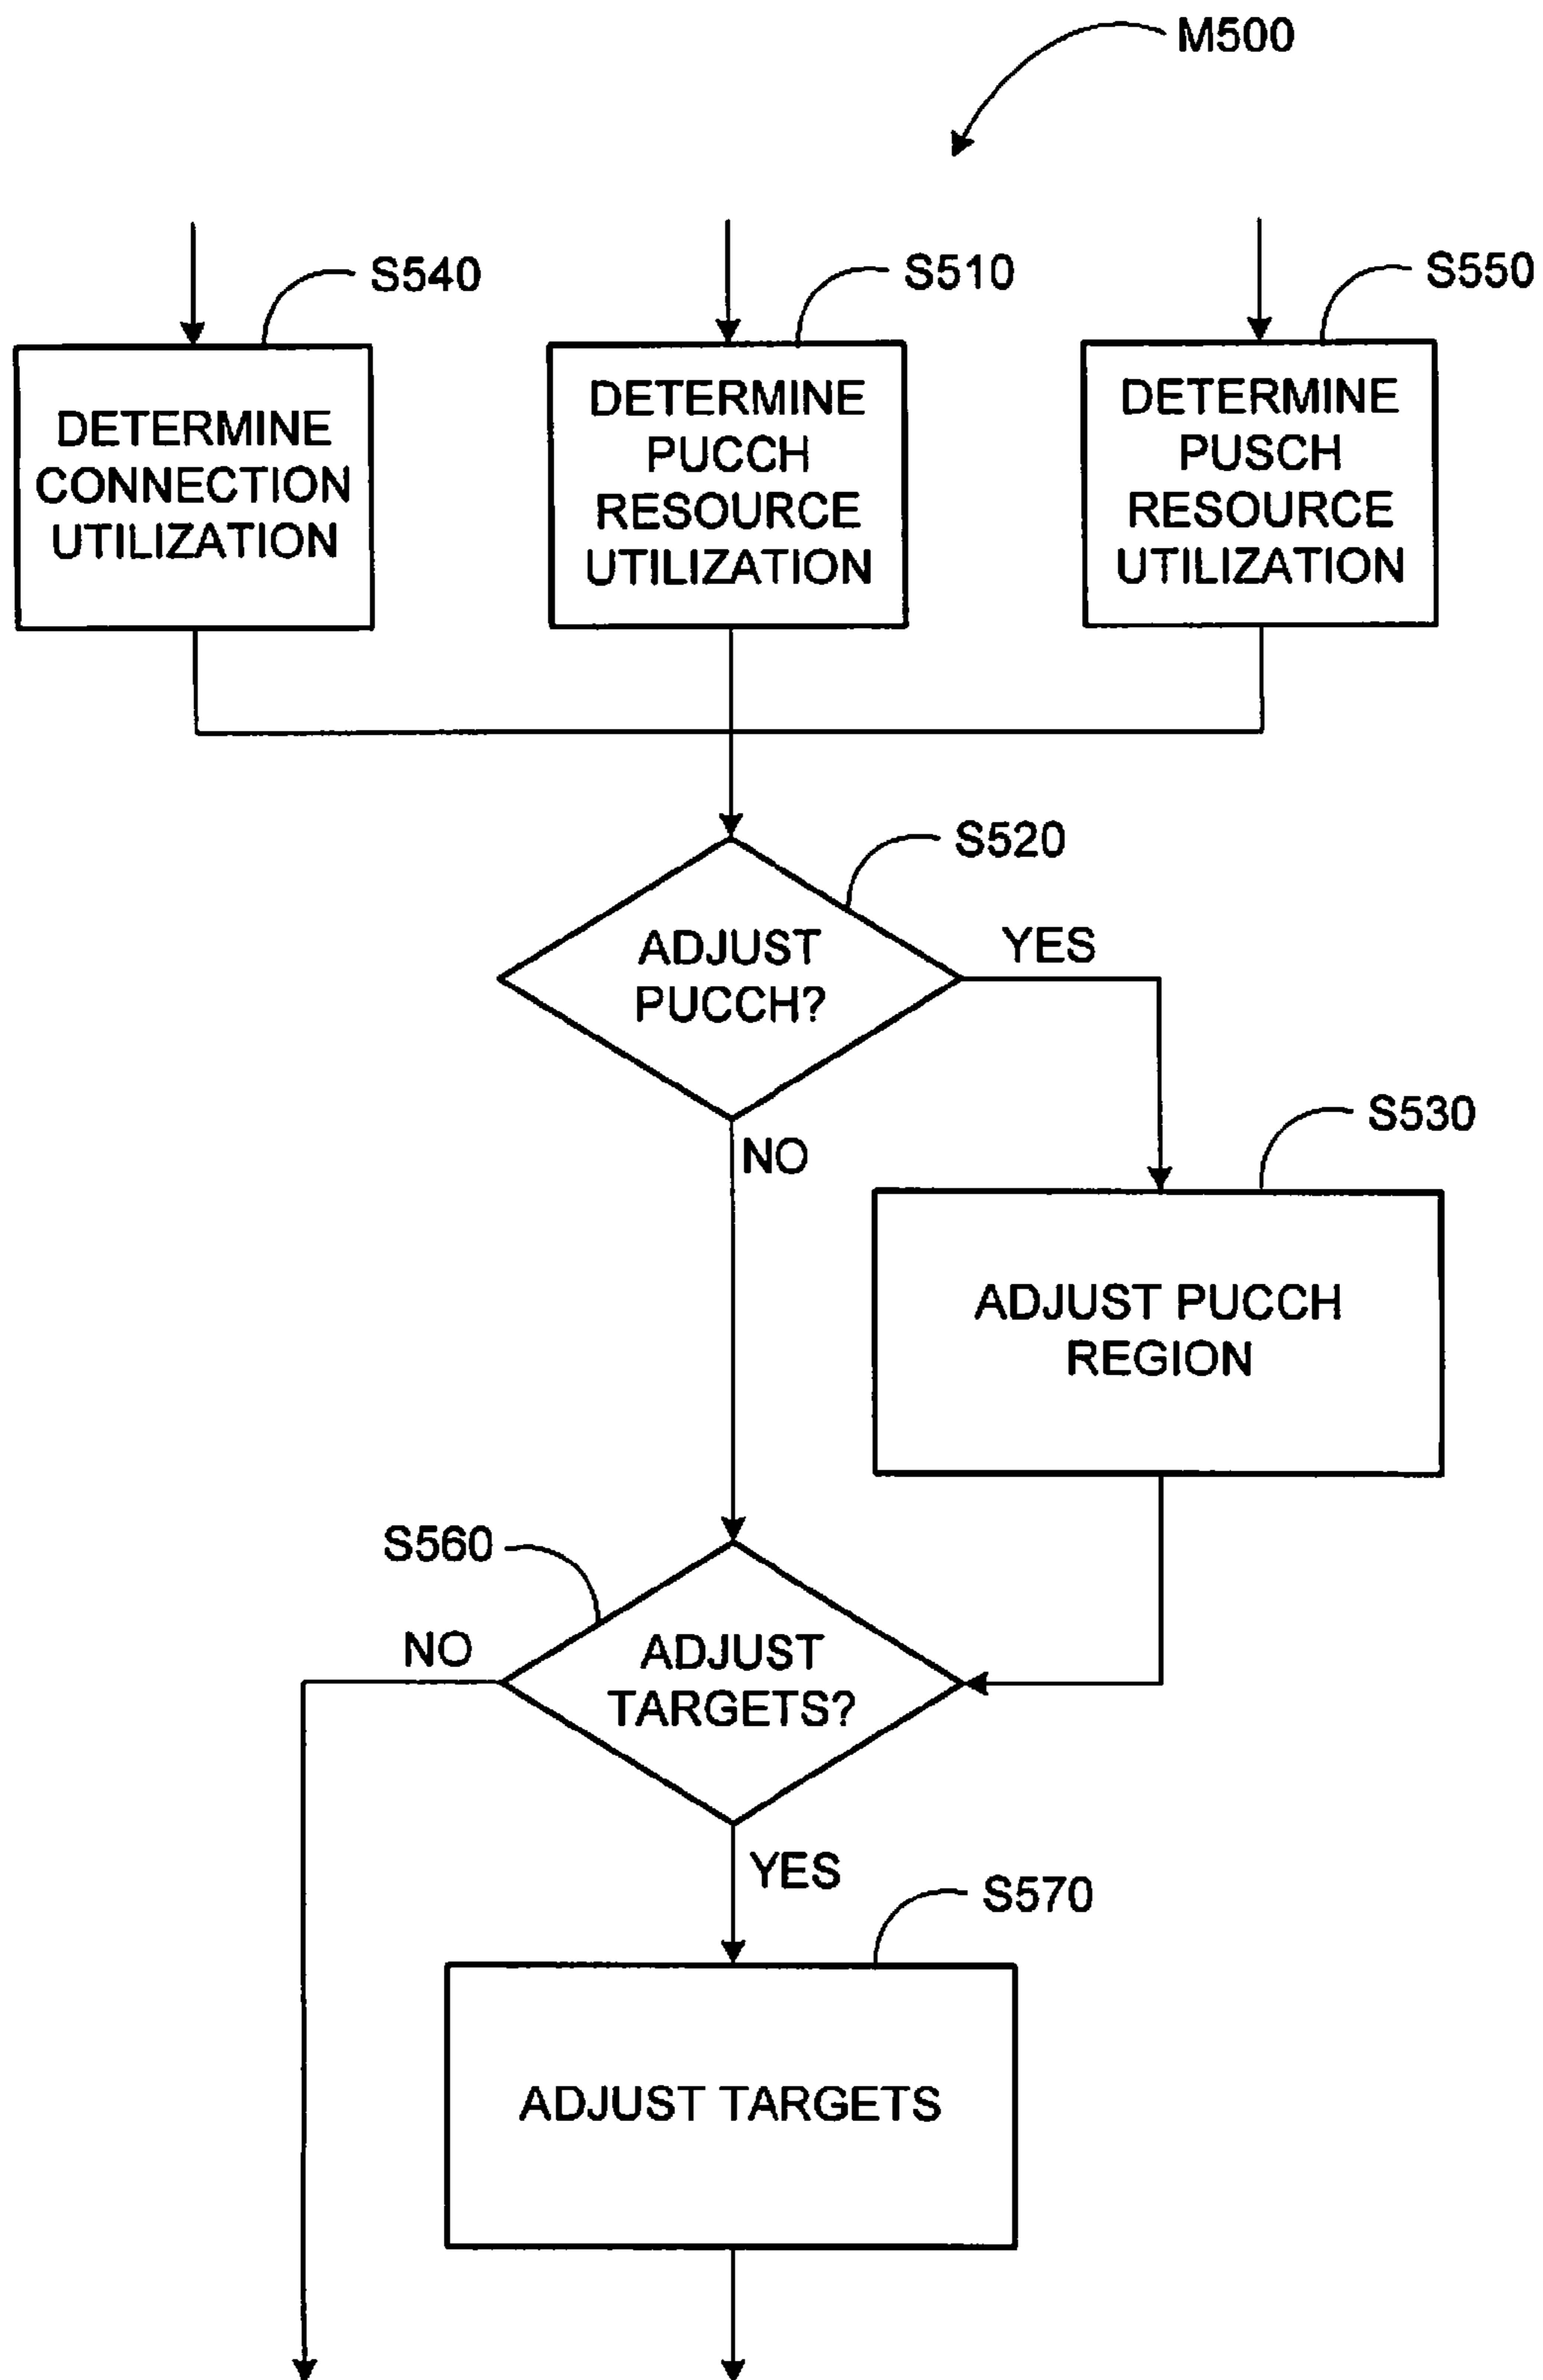 M500
S540
S510
S550
DETERMINE
CONNECTION
UTILIZATION
DETERMINE
PUCCH
RESOURCE
UTILIZATION
DETERMINE
PUSCH
RESOURCE
UTILIZATION
S520
ADJUST
PUCCH?
YES
NO
S530
ADJUST PUCCH
REGION
S560
NO
ADJUST
TARGETS?
YES
S570
ADJUST TARGETS